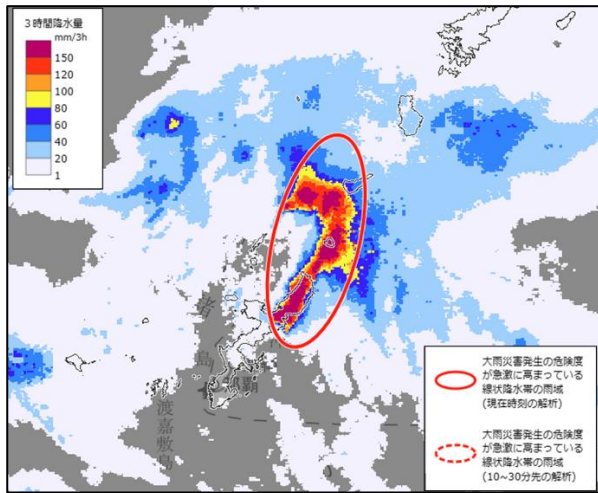 3時間降水量
mm/3h
150
120
100
80
60
40
20
1
諸
島
那覇
渡嘉敷島
大雨災害発生の危険度
が急激に高まっている
線状降水帯の雨域
(現在時刻の解析)
大雨災害発生の危険度
が急激に高まっている
線状降水帯の雨域
(10~30分先の解析)